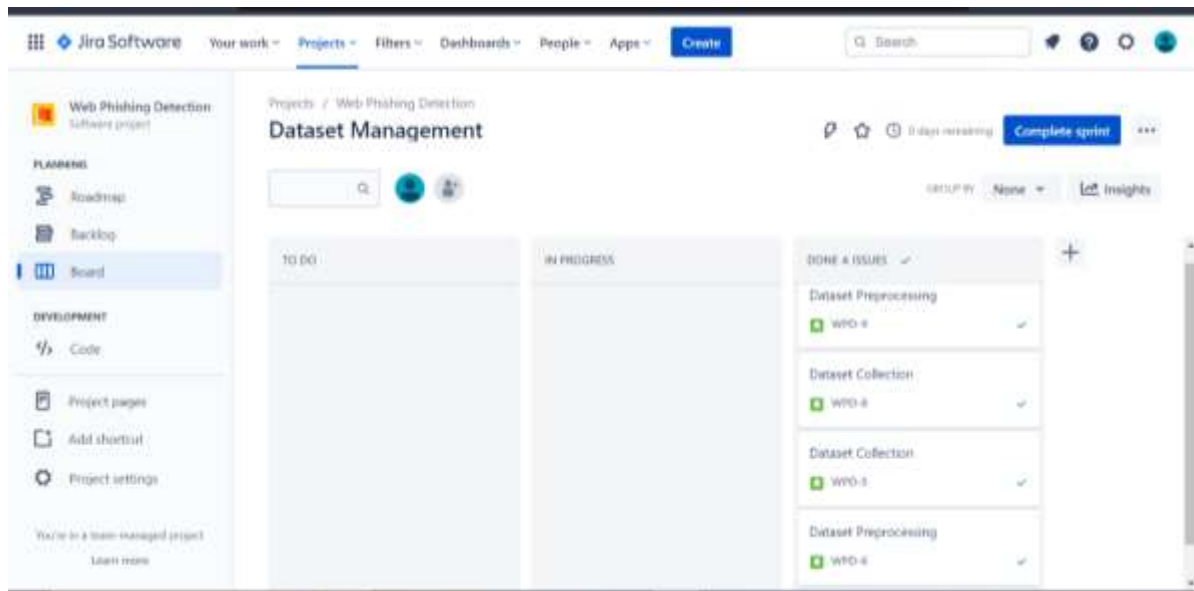 Jira Software Your work Projects Filters Dashboards People Apps Create Search
Web Phishing Detection
Software project
PLANNING
Roadmap
Backlog
Board
DEVELOPMENT
Code
Project pages
Add shortcut
Project settings
You're in a team-managed project
Learn more
Projects / Web Phishing Detection
Dataset Management
0 days remaining Complete sprint
GROUP BY None Insights
TO DO
IN PROGRESS
DONE 4 ISSUES
Dataset Preprocessing
Dataset Collection
Dataset Collection
Dataset Preprocessing